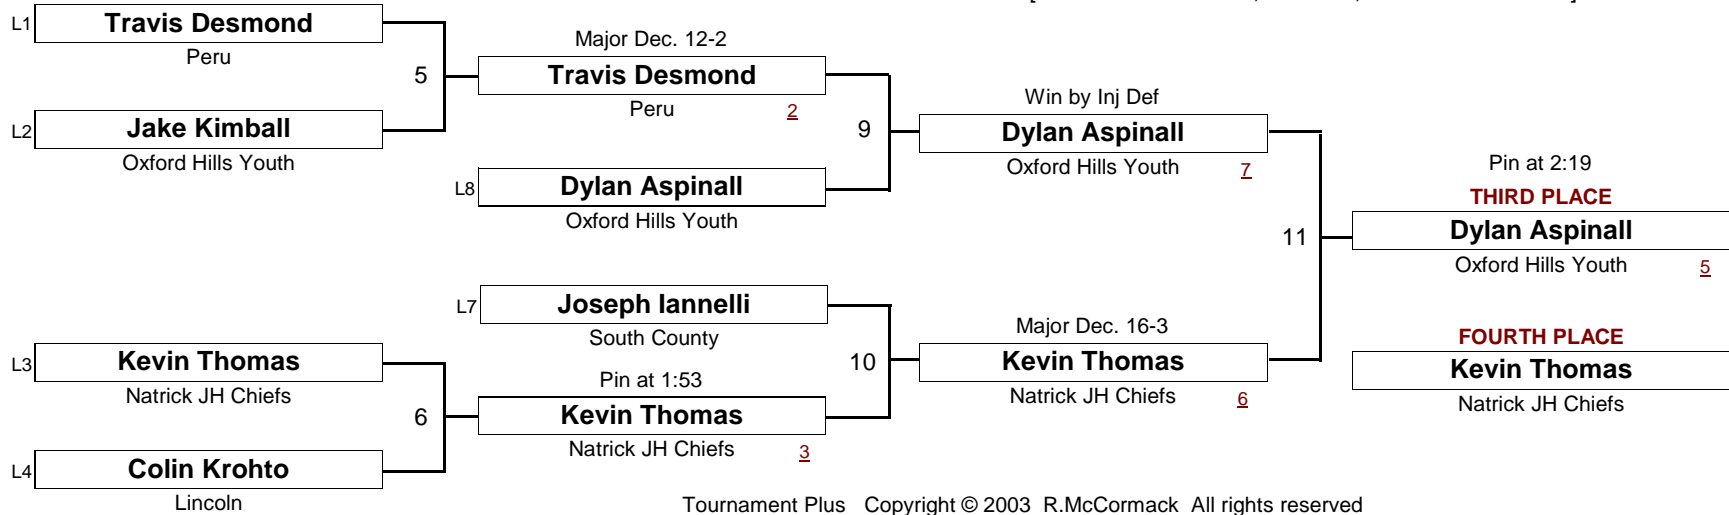 L1
Travis Desmond
Peru
5
L2
Jake Kimball
Oxford Hills Youth
Major Dec. 12-2
Travis Desmond
Peru
2
9
L8
Dylan Aspinall
Oxford Hills Youth
Win by Inj Def
Dylan Aspinall
Oxford Hills Youth
7
11
Pin at 2:19
THIRD PLACE
Dylan Aspinall
Oxford Hills Youth
5
L7
Joseph Iannelli
South County
10
Major Dec. 16-3
Kevin Thomas
Natrick JH Chiefs
6
FOURTH PLACE
Kevin Thomas
Natrick JH Chiefs
L3
Kevin Thomas
Natrick JH Chiefs
6
Pin at 1:53
Kevin Thomas
Natrick JH Chiefs
3
L4
Colin Krohto
Lincoln
Tournament Plus Copyright © 2003 R.McCormack All rights reserved